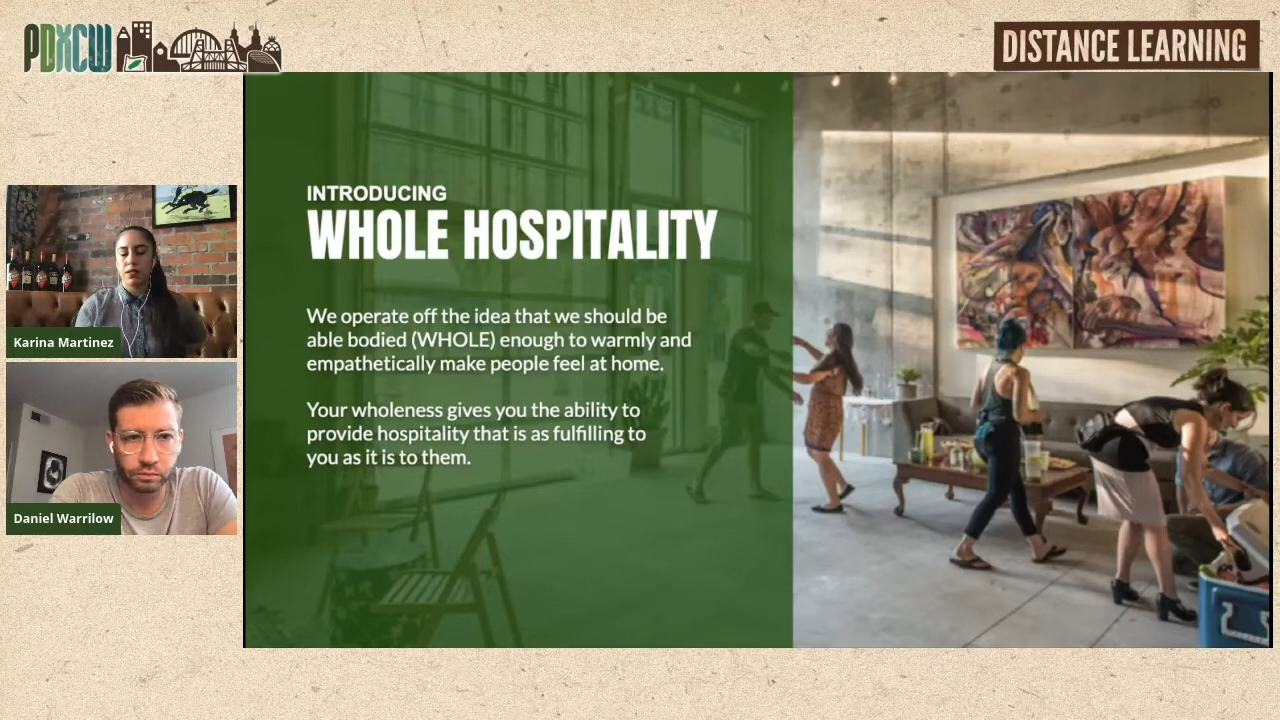 PDXCW
DISTANCE LEARNING
INTRODUCING
WHOLE HOSPITALITY
We operate off the idea that we should be
able bodied (WHOLE) enough to warmly and
empathetically make people feel at home.
Your wholeness gives you the ability to
provide hospitality that is as fulfilling to
you as it is to them.
Karina Martinez
Daniel Warrilow